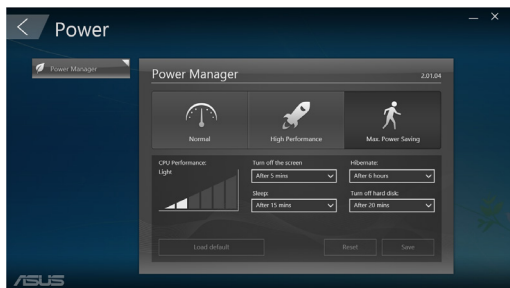 Power
Power Manager
Power Manager
2.01.04
Normal
High Performance
Max. Power Saving
CPU Performance:
Light
Turn off the screen
After 5 mins
Hibernate:
After 6 hours
Sleep:
After 15 mins
Turn off hard disk:
After 20 mins
Load default
Reset
Save
ASUS